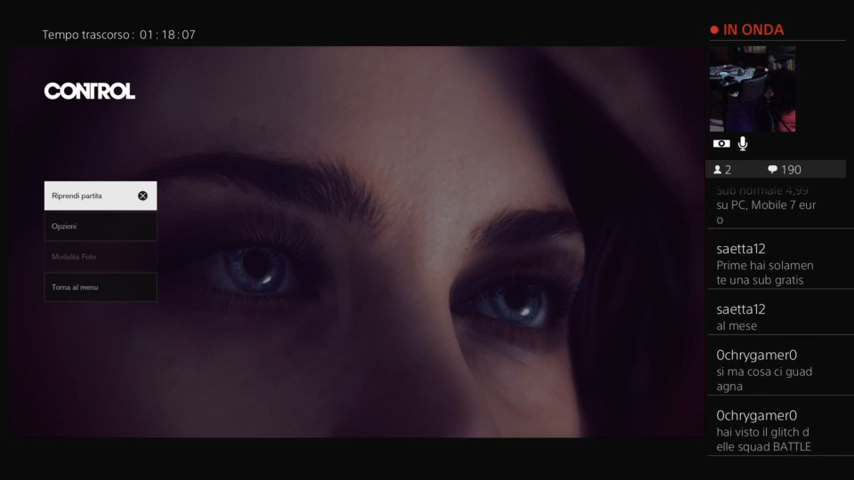 Tempo trascorso: 01:18:07
IN ONDA
CONTROL
Riprendi partita
Opzioni
Modalità Foto
Torna al menu
2 190
Sub normale 4,99
su PC, Mobile 7 eur
o
saetta12
Prime hai solamen
te una sub gratis
saetta12
al mese
0chrygamer0
si ma cosa ci guad
agna
0chrygamer0
hai visto il glitch d
elle squad BATTLE